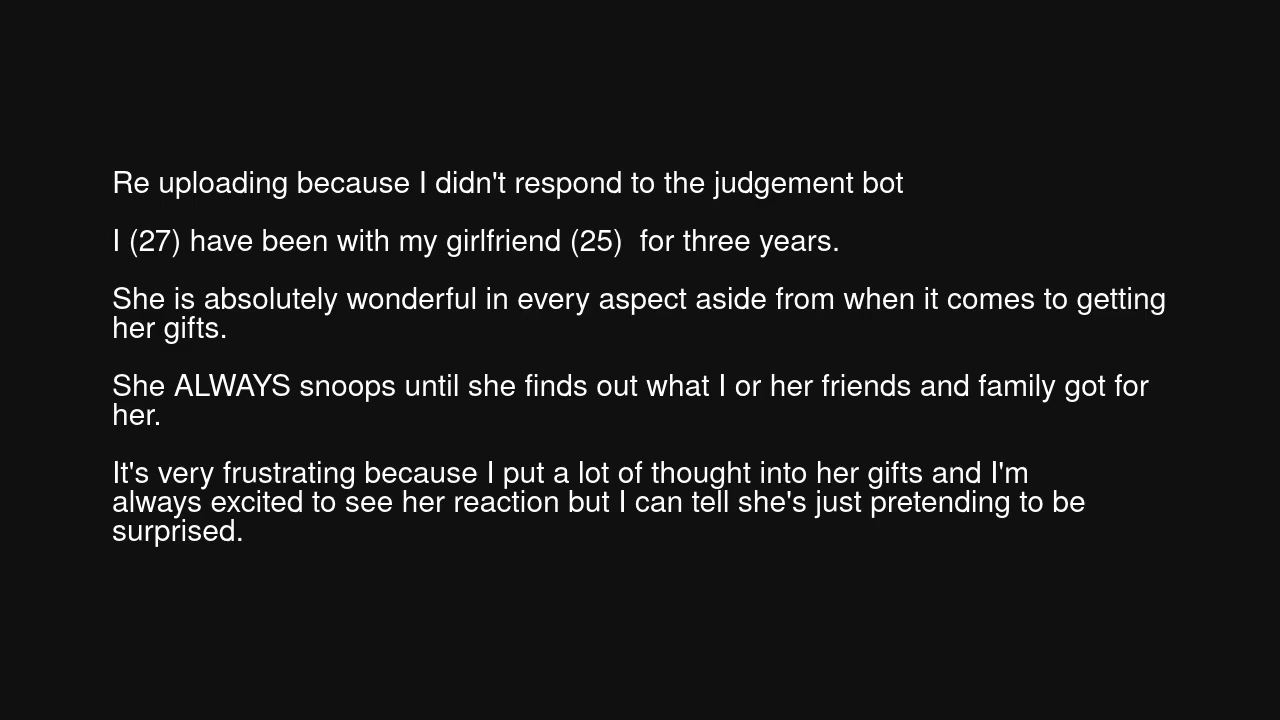 Re uploading because I didn't respond to the judgement bot
I (27) have been with my girlfriend (25)  for three years.
She is absolutely wonderful in every aspect aside from when it comes to getting
her gifts.
She ALWAYS snoops until she finds out what I or her friends and family got for
her.
It's very frustrating because I put a lot of thought into her gifts and I'm
always excited to see her reaction but I can tell she's just pretending to be
surprised.